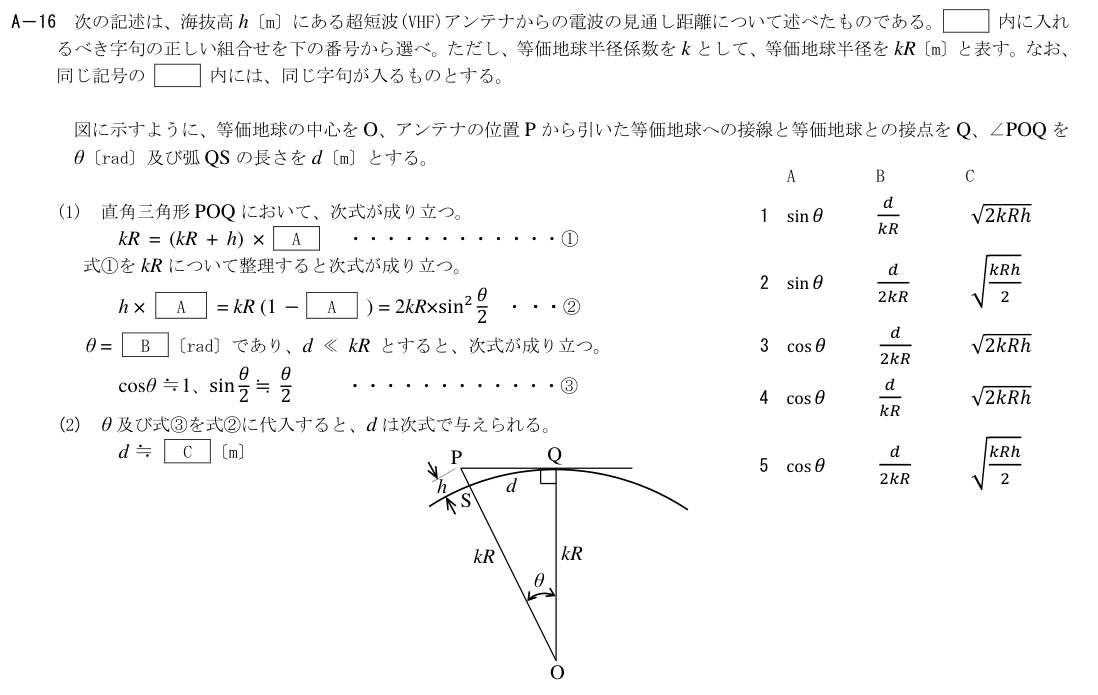 A－16 次の記述は、海抜高 h〔m〕にある超短波(VHF)アンテナからの電波の見通し距離について述べたものである。 内に入れ
るべき字句の正しい組合せを下の番号から選べ。ただし、等価地球半径係数を k として、等価地球半径を kR〔m〕と表す。なお、
同じ記号の 内には、同じ字句が入るものとする。
図に示すように、等価地球の中心を O、アンテナの位置 P から引いた等価地球への接線と等価地球との接点を Q、∠POQ を
θ〔rad〕及び弧 QS の長さを d〔m〕とする。
(1) 直角三角形 POQ において、次式が成り立つ。
kR = (kR + h) × A ・・・・・・・・・・・・①
式①を kR について整理すると次式が成り立つ。
h × A = kR (1 － A ) = 2kR×sin² θ/2 ・・・②
θ = B 〔rad〕であり、d ≪ kR とすると、次式が成り立つ。
cosθ ≒ 1、sin θ/2 ≒ θ/2 ・・・・・・・・・・・・③
(2) θ 及び式③を式②に代入すると、d は次式で与えられる。
d ≒ C 〔m〕
A B C
1 sin θ d/kR √2kRh
2 sin θ d/2kR √kRh/2
3 cos θ d/2kR √2kRh
4 cos θ d/kR √2kRh
5 cos θ d/2kR √kRh/2
P Q
h S d
kR kR
θ
O